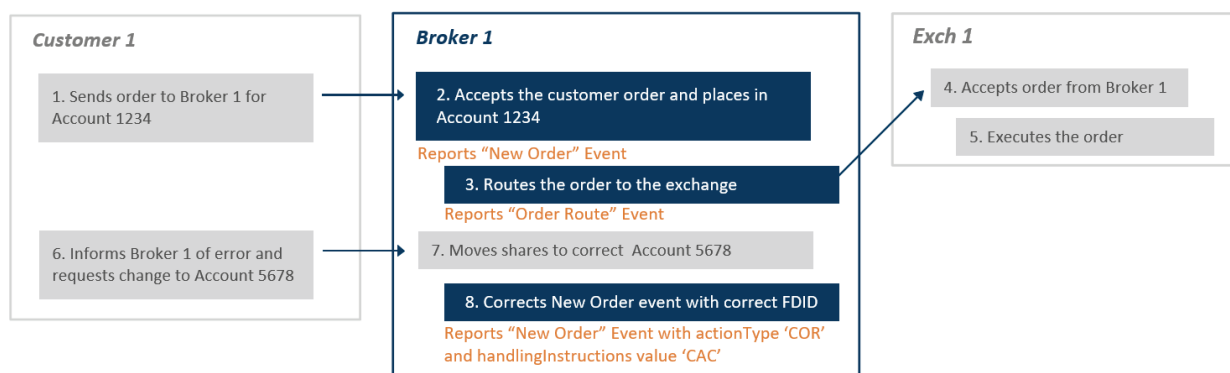 Customer 1
1. Sends order to Broker 1 for
Account 1234
6. Informs Broker 1 of error and
requests change to Account 5678
Broker 1
2. Accepts the customer order and places in
Account 1234
Reports “New Order” Event
3. Routes the order to the exchange
Reports “Order Route” Event
7. Moves shares to correct  Account 5678
8. Corrects New Order event with correct FDID
Reports “New Order” Event with actionType ‘COR’
and handlingInstructions value ‘CAC’
Exch 1
4. Accepts order from Broker 1
5. Executes the order